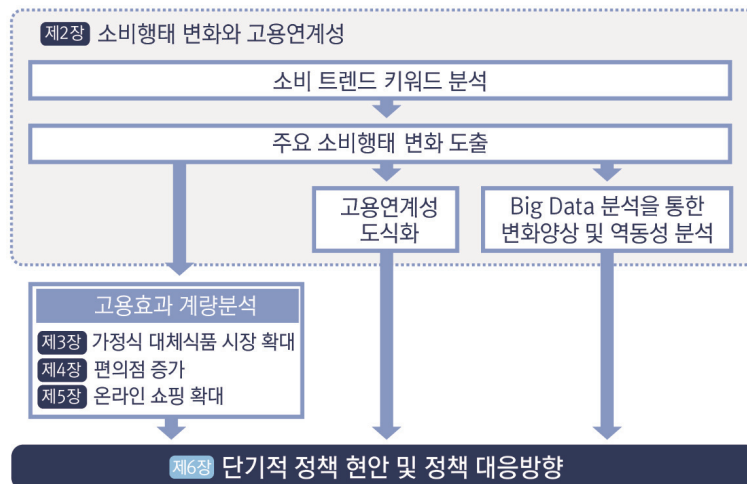 제2장 소비행태 변화와 고용연계성
소비 트렌드 키워드 분석
주요 소비행태 변화 도출
고용연계성
도식화
Big Data 분석을 통한
변화양상 및 역동성 분석
고용효과 계량분석
제3장 가정식 대체식품 시장 확대
제4장 편의점 증가
제5장 온라인 쇼핑 확대
제6장 단기적 정책 현안 및 정책 대응방향